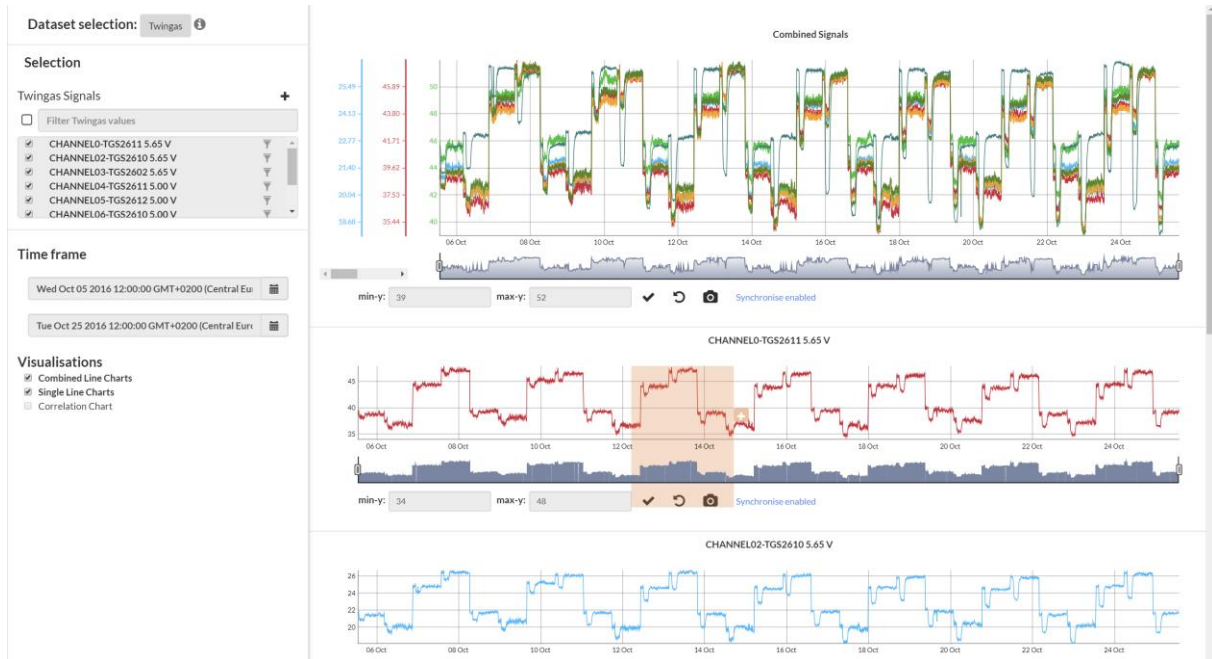 Dataset selection: Twingas
Selection
Twingas Signals
Filter Twingas values
CHANNEL0-TGS2611 5.65 V
CHANNEL02-TGS2610 5.65 V
CHANNEL03-TGS2602 5.65 V
CHANNEL04-TGS2611 5.00 V
CHANNEL05-TGS2612 5.00 V
CHANNEL06-TGS2610 5.00 V
Time frame
Wed Oct 05 2016 12:00:00 GMT+0200 (Central Eu
Tue Oct 25 2016 12:00:00 GMT+0200 (Central Eur
Visualisations
Combined Line Charts
Single Line Charts
Correlation Chart
Combined Signals
25.49 45.89 50
24.13 43.80 48
22.77 41.71 46
21.40 39.62 44
20.04 37.53 42
18.68 35.44 40
06 Oct 08 Oct 10 Oct 12 Oct 14 Oct 16 Oct 18 Oct 20 Oct 22 Oct 24 Oct
min-y: 39 max-y: 52 Synchronise enabled
CHANNEL0-TGS2611 5.65 V
45
40
35
06 Oct 08 Oct 10 Oct 12 Oct 14 Oct 16 Oct 18 Oct 20 Oct 22 Oct 24 Oct
min-y: 34 max-y: 48 Synchronise enabled
CHANNEL02-TGS2610 5.65 V
26
24
22
20
06 Oct 08 Oct 10 Oct 12 Oct 14 Oct 16 Oct 18 Oct 20 Oct 22 Oct 24 Oct